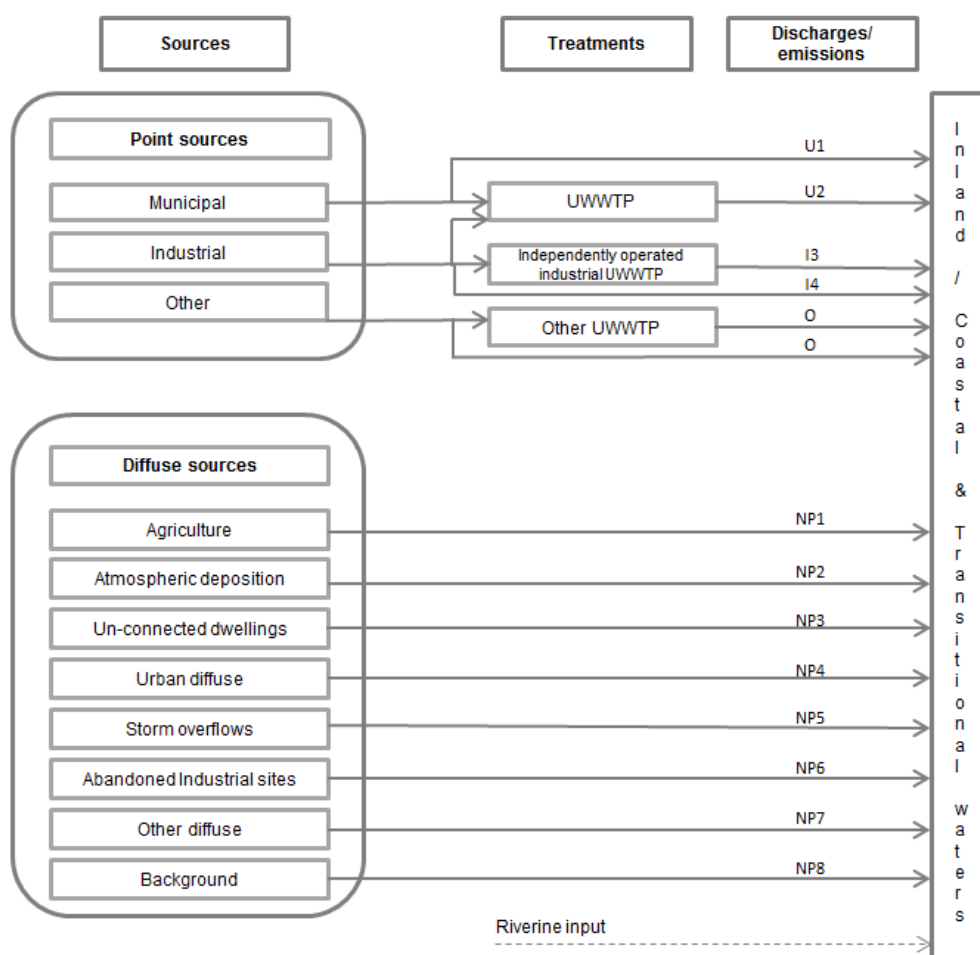 Sources
Treatments
Discharges/
emissions
Point sources
Municipal
Industrial
Other
UWWTP
Independently operated
industrial UWWTP
Other UWWTP
U1
U2
I3
I4
O
O
Diffuse sources
Agriculture
Atmospheric deposition
Un-connected dwellings
Urban diffuse
Storm overflows
Abandoned Industrial sites
Other diffuse
Background
NP1
NP2
NP3
NP4
NP5
NP6
NP7
NP8
Riverine input
Inland / Coastal & Transitional waters